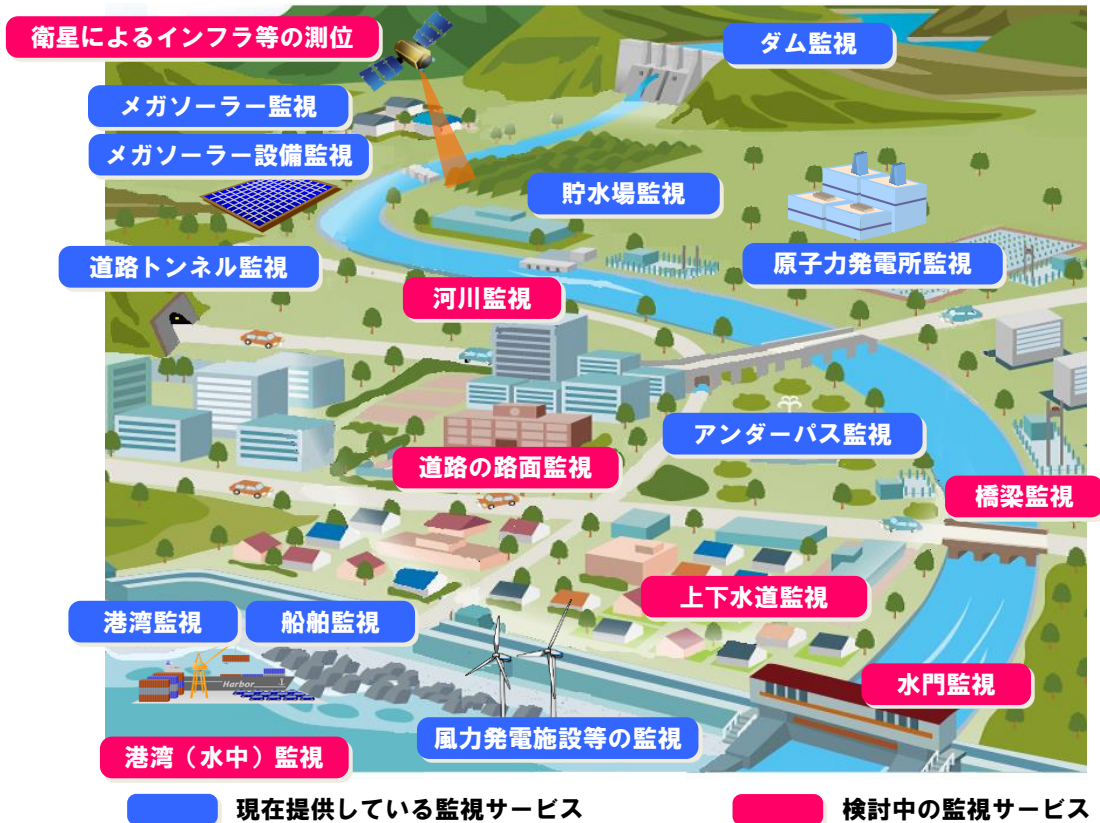 衛星によるインフラ等の測位
ダム監視
メガソーラー監視
メガソーラー設備監視
貯水場監視
道路トンネル監視
原子力発電所監視
河川監視
アンダーパス監視
道路の路面監視
橋梁監視
上下水道監視
港湾監視
船舶監視
Harbor
水門監視
風力発電施設等の監視
港湾（水中）監視
現在提供している監視サービス
検討中の監視サービス